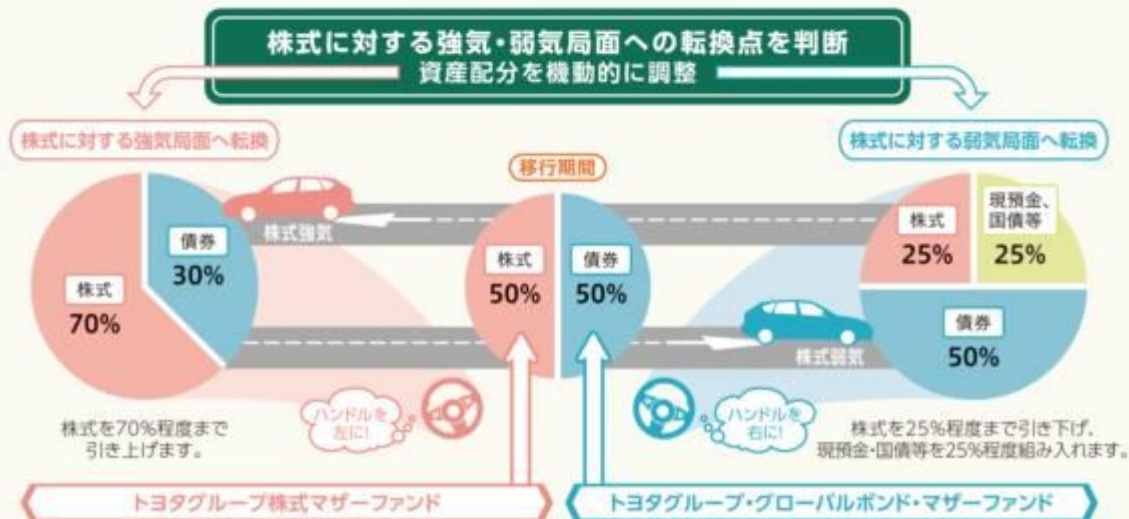 株式に対する強気・弱気局面への転換点を判断
資産配分を機動的に調整
株式に対する強気局面へ転換
株式に対する弱気局面へ転換
移行期間
債券
30%
株式
70%
株式強気
株式
50%
債券
50%
株式
25%
現預金、
国債等
25%
債券
50%
株式弱気
ハンドルを
左に!
ハンドルを
右に!
株式を70%程度まで
引き上げます。
株式を25%程度まで引き下げ、
現預金・国債等を25%程度組み入れます。
トヨタグループ株式マザーファンド
トヨタグループ・グローバルボンド・マザーファンド